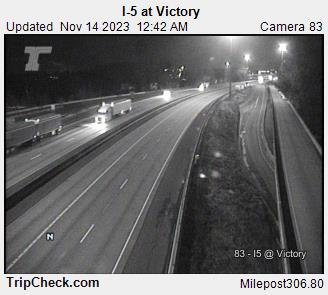 I-5 at Victory
Updated Nov 14 2023 12:42 AM Camera 83
T
N
83 - I5 @ Victory
TripCheck.com Milepost306.80